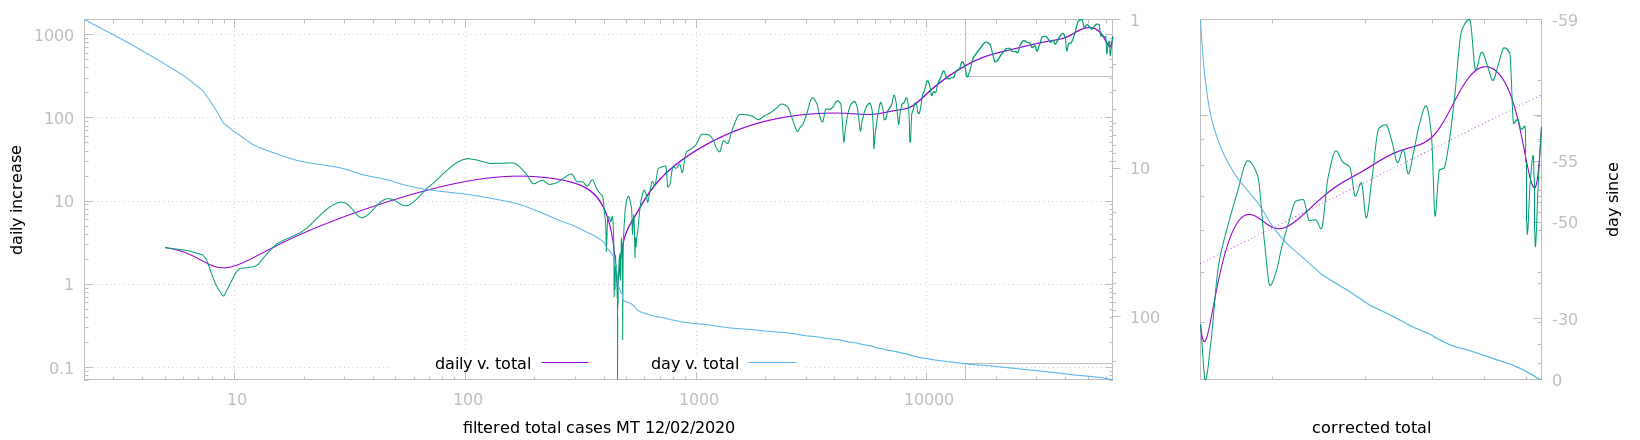 1000
100
10
1
0.1
daily increase
daily v. total
day v. total
10
100
1000
10000
filtered total cases MT 12/02/2020
1
10
100
-59
-55
-50
-30
0
day since
corrected total